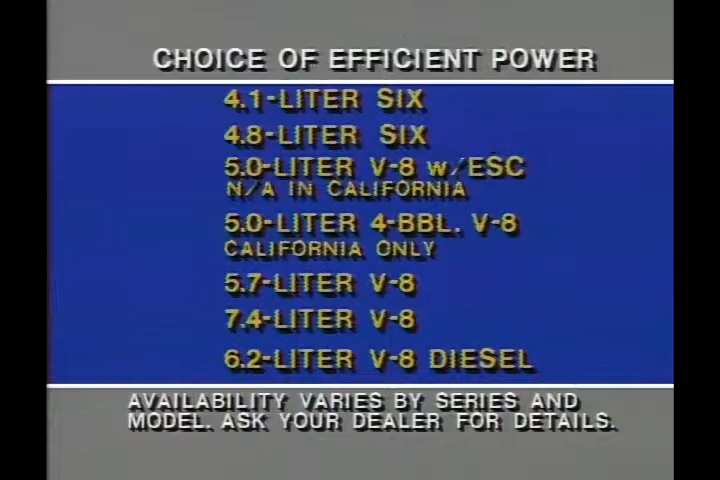 CHOICE OF EFFICIENT POWER
4.1-LITER SIX
4.8-LITER SIX
5.0-LITER V-8 w/ESC
N/A IN CALIFORNIA
5.0-LITER 4-BBL. V-8
CALIFORNIA ONLY
5.7-LITER V-8
7.4-LITER V-8
6.2-LITER V-8 DIESEL
AVAILABILITY VARIES BY SERIES AND
MODEL. ASK YOUR DEALER FOR DETAILS.